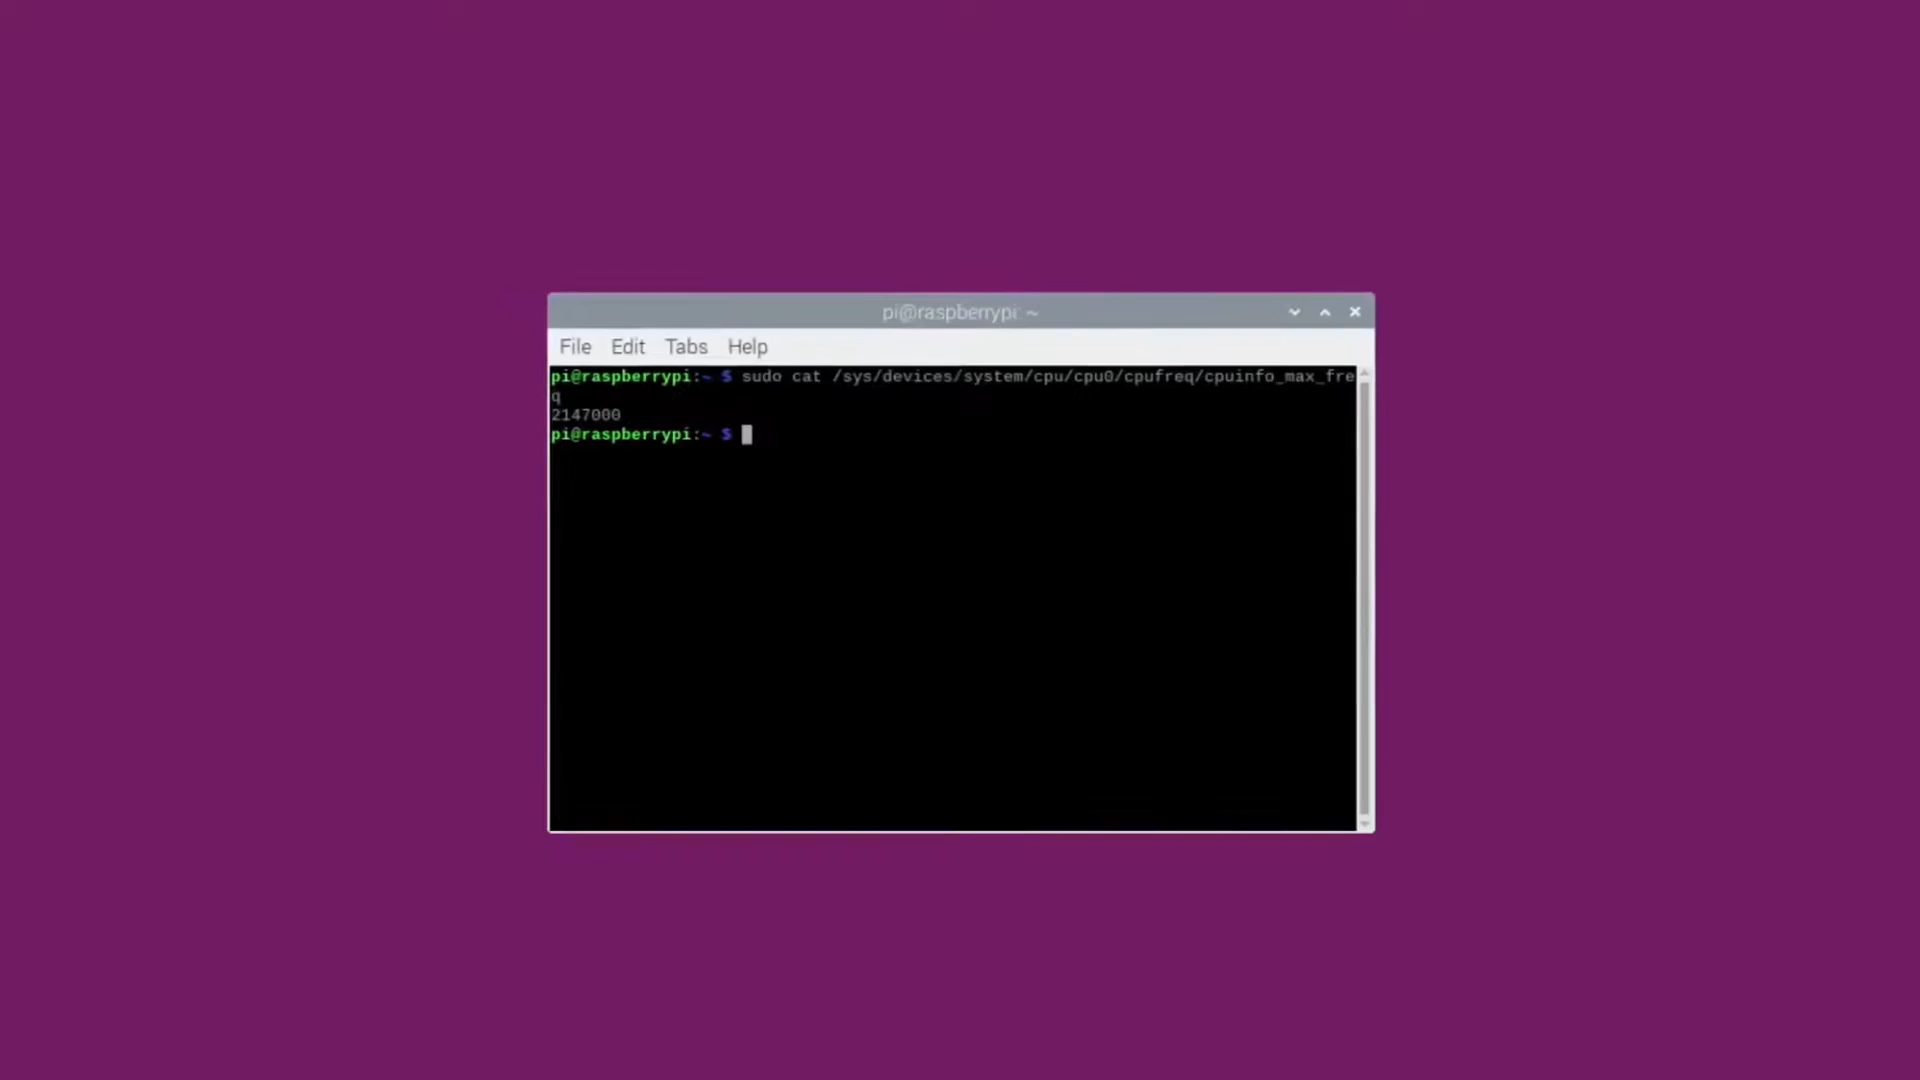 pi@raspberrypi: ~
File Edit Tabs Help
pi@raspberrypi:~ $ sudo cat /sys/devices/system/cpu/cpu0/cpufreq/cpuinfo_max_fre
q
2147000
pi@raspberrypi:~ $